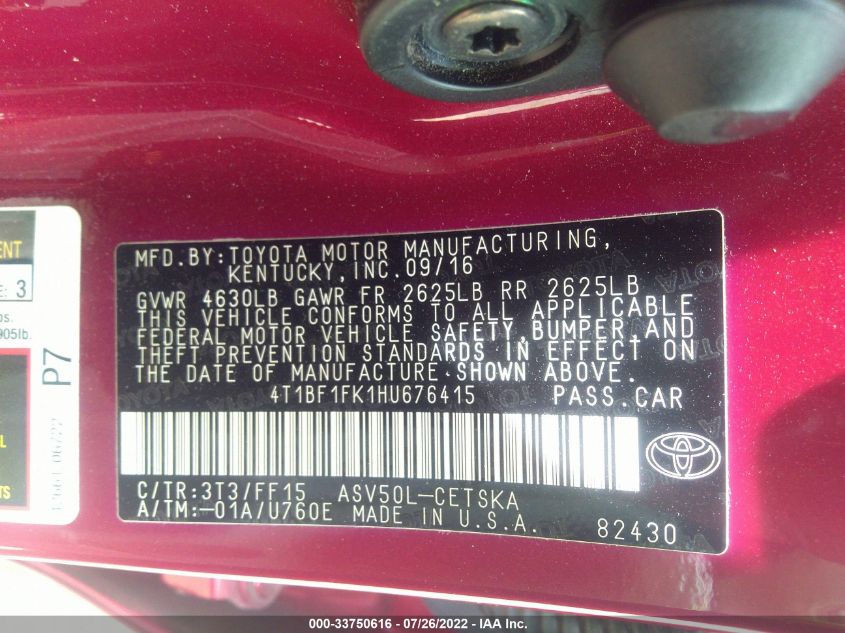 MFD.BY:TOYOTA MOTOR MANUFACTURING,
KENTUCKY,INC.09/16
GVWR 4630LB GAWR FR 2625LB RR 2625LB
THIS VEHICLE CONFORMS TO ALL APPLICABLE
FEDERAL MOTOR VEHICLE SAFETY,BUMPER,AND
THEFT PREVENTION STANDARDS IN EFFECT ON
THE DATE OF MANUFACTURE SHOWN ABOVE.
4T1BF1FK1HU676415 PASS.CAR
C/TR:3T3/FF15 ASV50L-CETSKA
A/TM:-01A/U760E MADE IN U.S.A.
82430
: 3
905lb.
P7
000-33750616 - 07/26/2022 - IAA Inc.